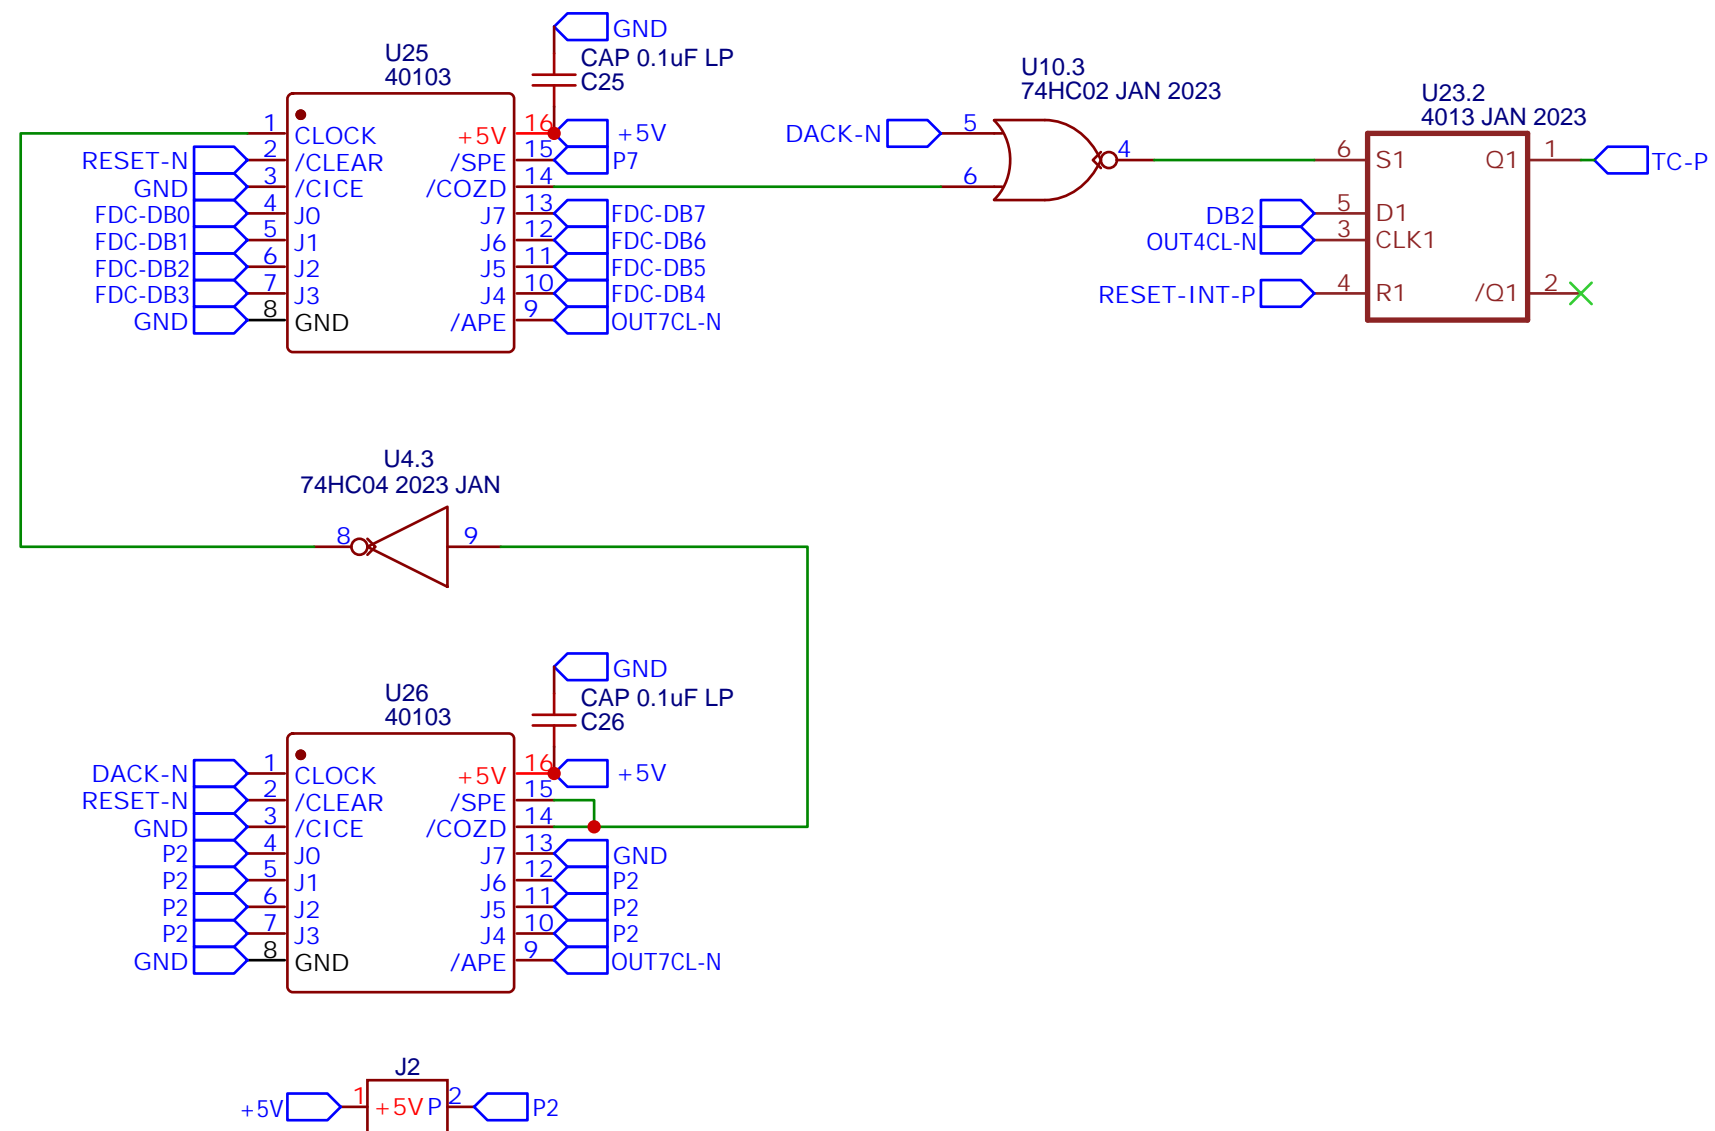 GND
CAP 0.1uF LP
C25
U25
40103
1 CLOCK +5V 16 +5V
RESET-N 2 /CLEAR /SPE 15 P7
GND 3 /CICE /COZD 14
FDC-DB0 4 J0 J7 13 FDC-DB7
FDC-DB1 5 J1 J6 12 FDC-DB6
FDC-DB2 6 J2 J5 11 FDC-DB5
FDC-DB3 7 J3 J4 10 FDC-DB4
GND 8 GND /APE 9 OUT7CL-N
U10.3
74HC02 JAN 2023
DACK-N 5
6
4
U23.2
4013 JAN 2023
6 S1 Q1 1 TC-P
DB2 5 D1
OUT4CL-N 3 CLK1
RESET-INT-P 4 R1 /Q1 2
U4.3
74HC04 2023 JAN
8 9
GND
CAP 0.1uF LP
C26
U26
40103
DACK-N 1 CLOCK +5V 16 +5V
RESET-N 2 /CLEAR /SPE 15
GND 3 /CICE /COZD 14
P2 4 J0 J7 13 GND
P2 5 J1 J6 12 P2
P2 6 J2 J5 11 P2
P2 7 J3 J4 10 P2
GND 8 GND /APE 9 OUT7CL-N
J2
+5V 1 +5V P 2 P2